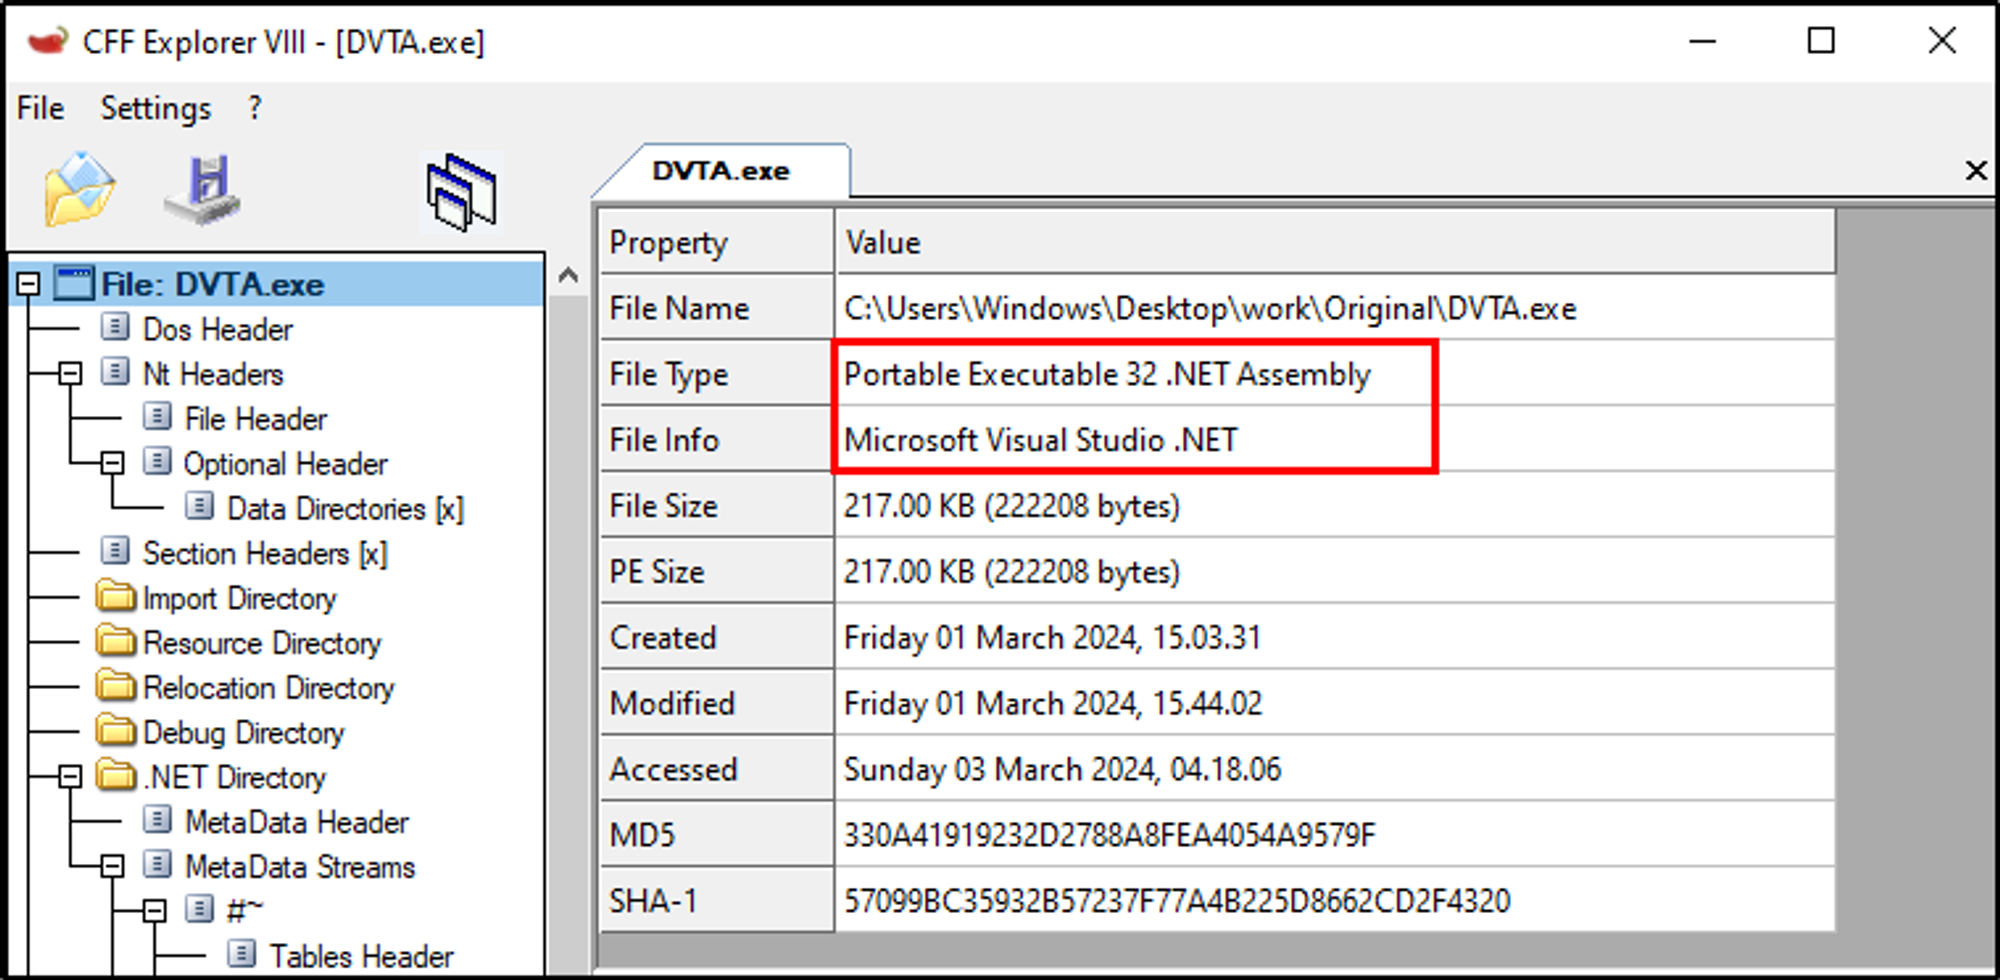 CFF Explorer VIII - [DVTA.exe]
File Settings ?
DVTA.exe
File: DVTA.exe
Dos Header
Nt Headers
File Header
Optional Header
Data Directories [x]
Section Headers [x]
Import Directory
Resource Directory
Relocation Directory
Debug Directory
.NET Directory
MetaData Header
MetaData Streams
#~
Tables Header
Property Value
File Name C:\Users\Windows\Desktop\work\Original\DVTA.exe
File Type Portable Executable 32 .NET Assembly
File Info Microsoft Visual Studio .NET
File Size 217.00 KB (222208 bytes)
PE Size 217.00 KB (222208 bytes)
Created Friday 01 March 2024, 15.03.31
Modified Friday 01 March 2024, 15.44.02
Accessed Sunday 03 March 2024, 04.18.06
MD5 330A41919232D2788A8FEA4054A9579F
SHA-1 57099BC35932B57237F77A4B225D8662CD2F4320